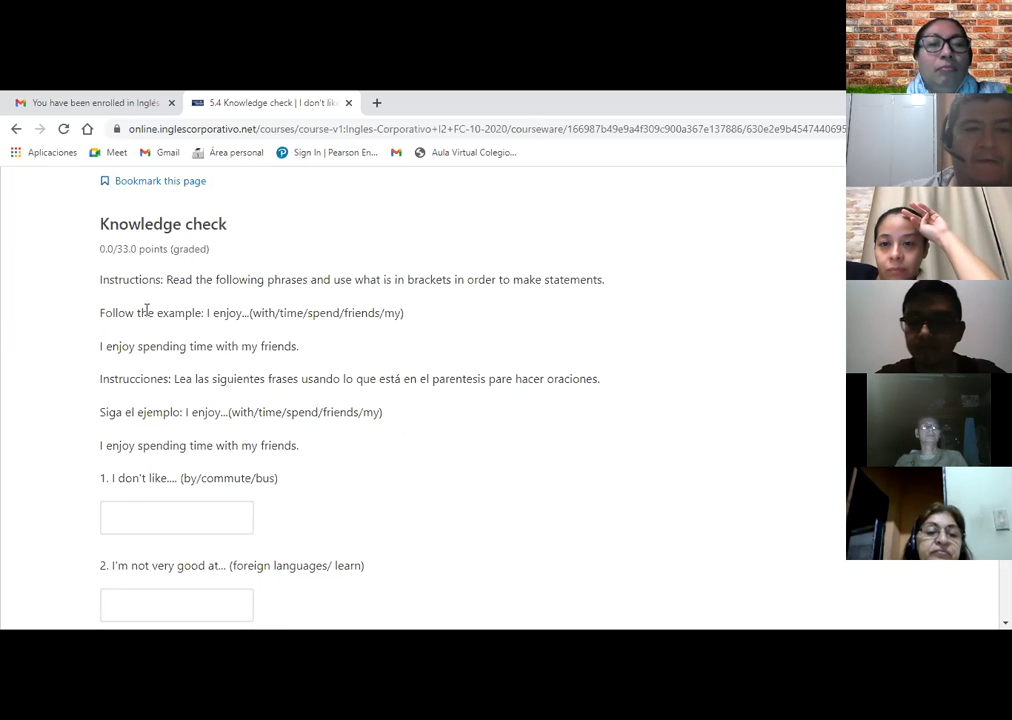 You have been enrolled in Inglés
5.4 Knowledge check | I don't lik
online.inglescorporativo.net/courses/course-v1:Ingles-Corporativo+I2+FC-10-2020/courseware/166987b49e9a4f309c900a367e137886/630e2e9b4547440695
Aplicaciones Meet Gmail Área personal Sign In | Pearson En... Aula Virtual Colegio...
Bookmark this page
Knowledge check
0.0/33.0 points (graded)
Instructions: Read the following phrases and use what is in brackets in order to make statements.
Follow the example: I enjoy...(with/time/spend/friends/my)
I enjoy spending time with my friends.
Instrucciones: Lea las siguientes frases usando lo que está en el parentesis pare hacer oraciones.
Siga el ejemplo: I enjoy...(with/time/spend/friends/my)
I enjoy spending time with my friends.
1. I don't like.... (by/commute/bus)
2. I'm not very good at... (foreign languages/ learn)